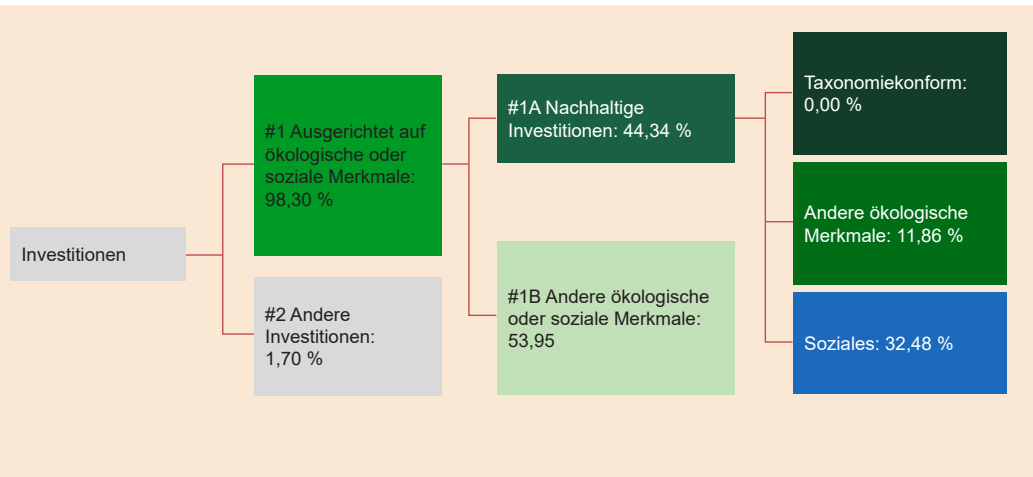 Investitionen
#1 Ausgerichtet auf
ökologische oder
soziale Merkmale:
98,30 %
#2 Andere
Investitionen:
1,70 %
#1A Nachhaltige
Investitionen: 44,34 %
#1B Andere ökologische
oder soziale Merkmale:
53,95
Taxonomiekonform:
0,00 %
Andere ökologische
Merkmale: 11,86 %
Soziales: 32,48 %